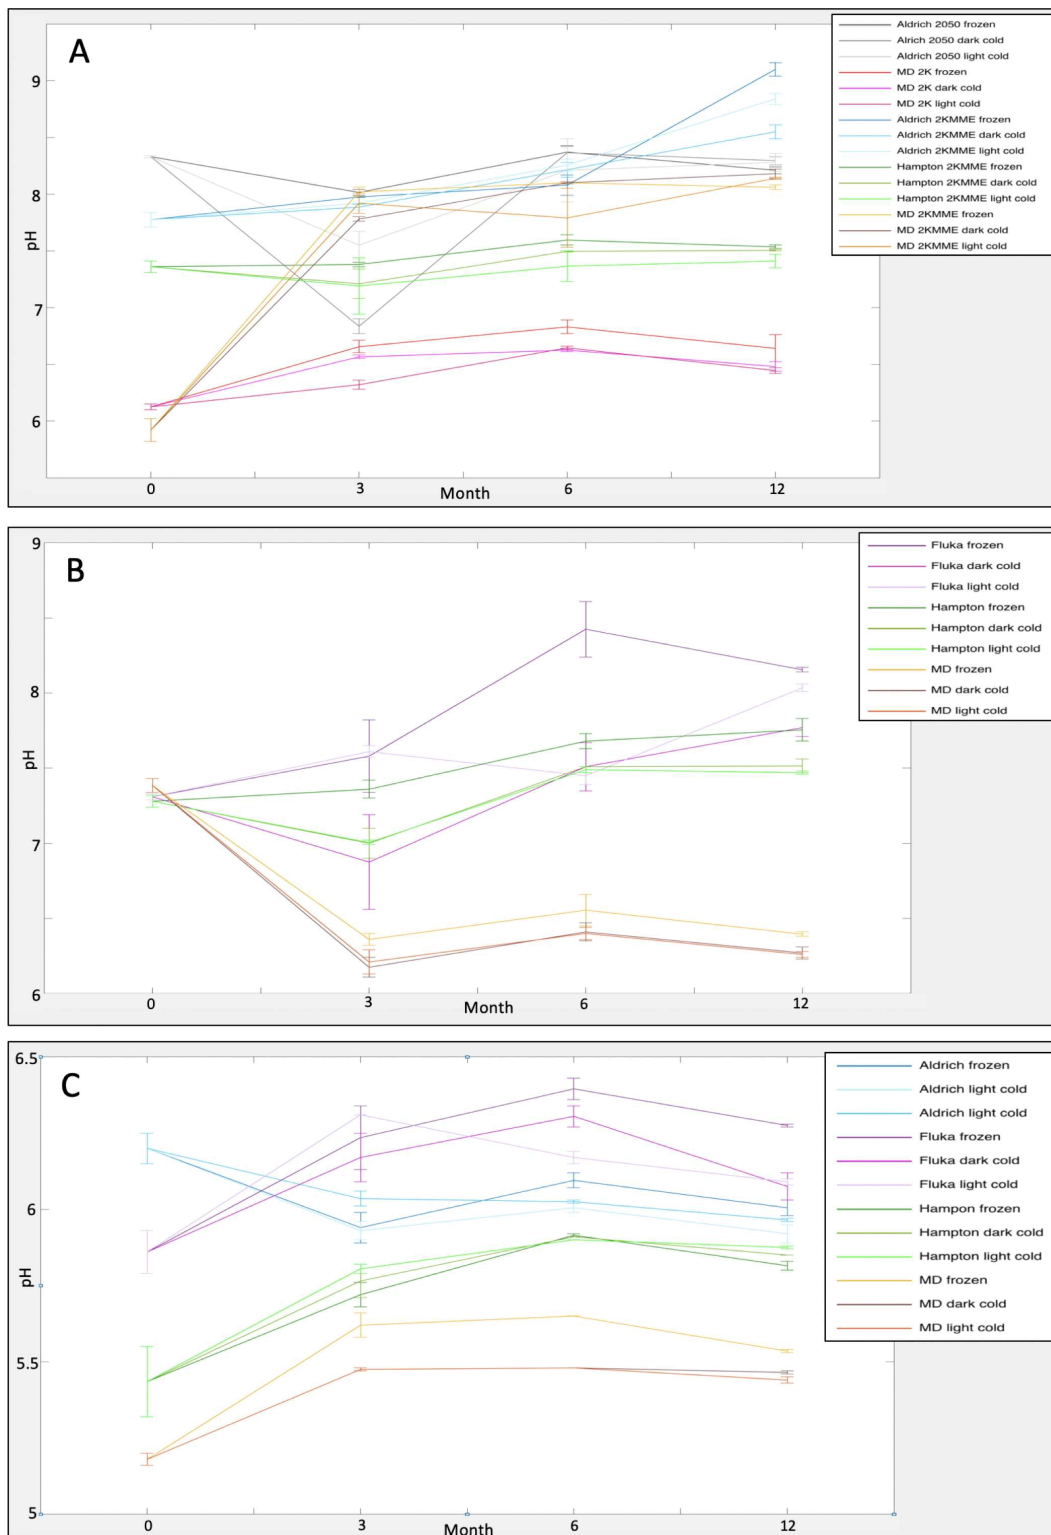 A
Aldrich 2050 frozen
Alrich 2050 dark cold
Aldrich 2050 light cold
MD 2K frozen
MD 2K dark cold
MD 2K light cold
Aldrich 2KMME frozen
Aldrich 2KMME dark cold
Aldrich 2KMME light cold
Hampton 2KMME frozen
Hampton 2KMME dark cold
Hampton 2KMME light cold
MD 2KMME frozen
MD 2KMME dark cold
MD 2KMME light cold
9
8
7
6
pH
0 3 6 12
Month
B
Fluka frozen
Fluka dark cold
Fluka light cold
Hampton frozen
Hampton dark cold
Hampton light cold
MD frozen
MD dark cold
MD light cold
9
8
7
6
pH
0 3 6 12
Month
C
Aldrich frozen
Aldrich light cold
Aldrich light cold
Fluka frozen
Fluka dark cold
Fluka light cold
Hampon frozen
Hampton dark cold
Hampton light cold
MD frozen
MD dark cold
MD light cold
6.5
6
5.5
5
pH
0 3 6 12
Month